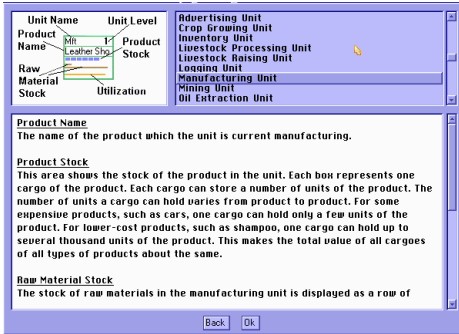 Unit Name Unit Level
Mft 1
Product Name
Leather Shg
Product Stock
Raw Material Stock
Utilization
Advertising Unit
Crop Growing Unit
Inventory Unit
Livestock Processing Unit
Livestock Raising Unit
Logging Unit
Manufacturing Unit
Mining Unit
Oil Extraction Unit
Product Name
The name of the product which the unit is current manufacturing.
Product Stock
This area shows the stock of the product in the unit. Each box represents one
cargo of the product. Each cargo can store a number of units of the product. The
number of units a cargo can hold varies from product to product. For some
expensive products, such as cars, one cargo can hold only a few units of the
product. For lower-cost products, such as shampoo, one cargo can hold up to
several thousand units of the product. This makes the total value of all cargoes
of all types of products about the same.
Raw Material Stock
The stock of raw materials in the manufacturing unit is displayed as a row of
Back Ok